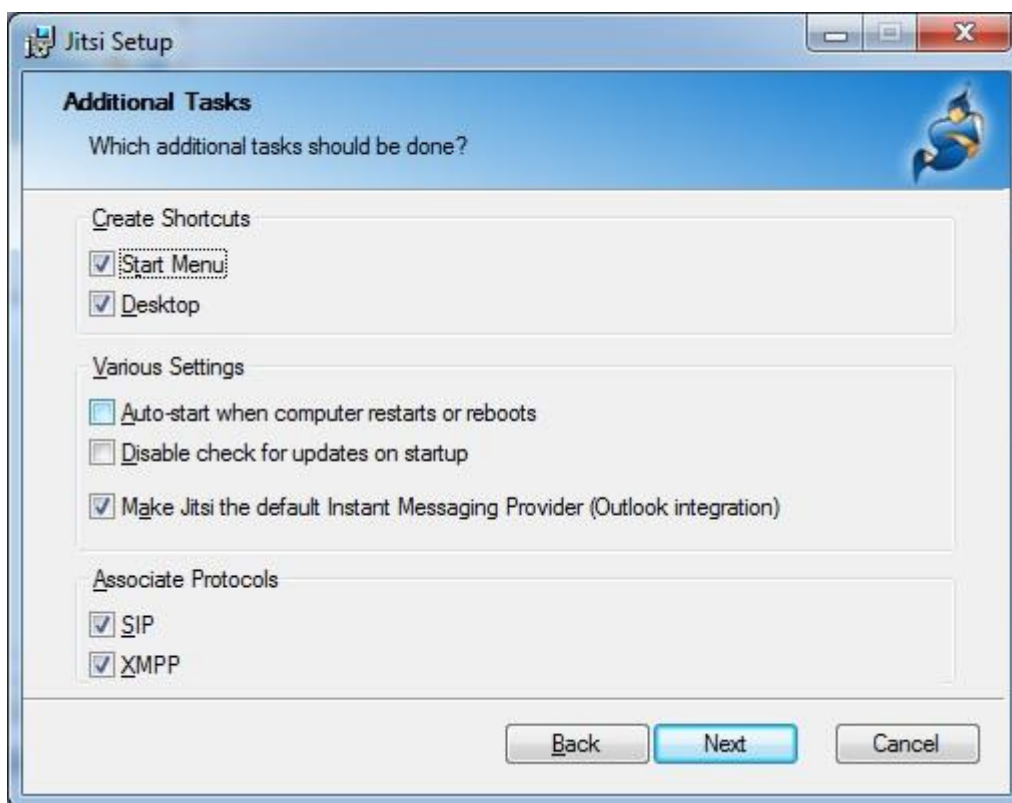 Jitsi Setup
Additional Tasks
Which additional tasks should be done?
Create Shortcuts
Start Menu
Desktop
Various Settings
Auto-start when computer restarts or reboots
Disable check for updates on startup
Make Jitsi the default Instant Messaging Provider (Outlook integration)
Associate Protocols
SIP
XMPP
Back Next Cancel